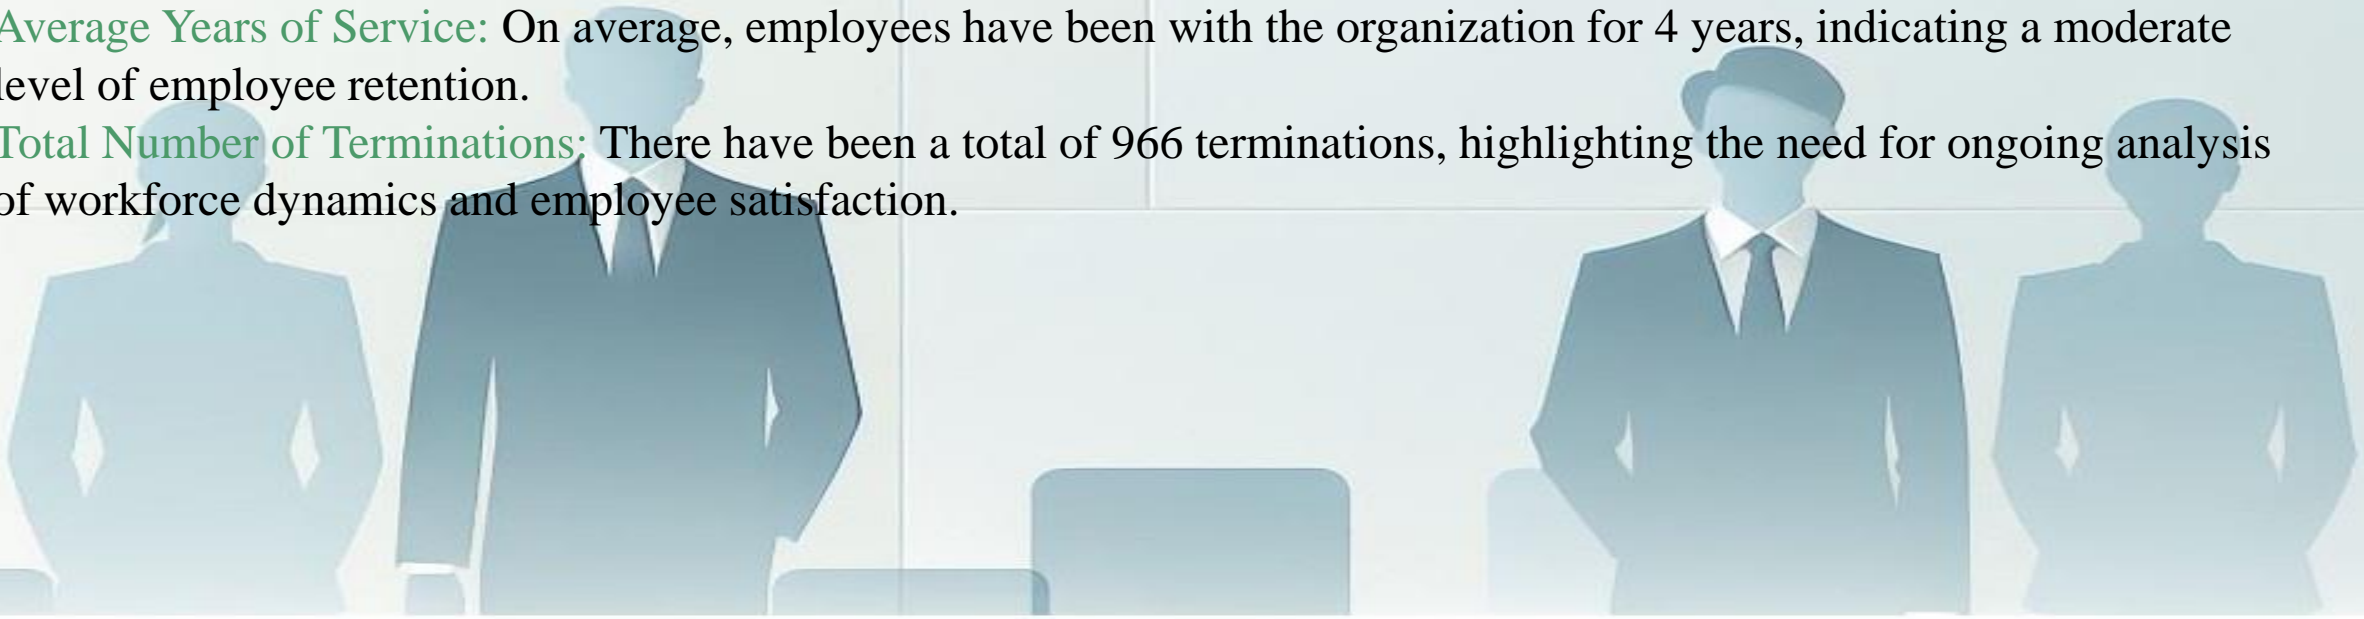 Average Years of Service: On average, employees have been with the organization for 4 years, indicating a moderate
level of employee retention.
Total Number of Terminations: There have been a total of 966 terminations, highlighting the need for ongoing analysis
of workforce dynamics and employee satisfaction.